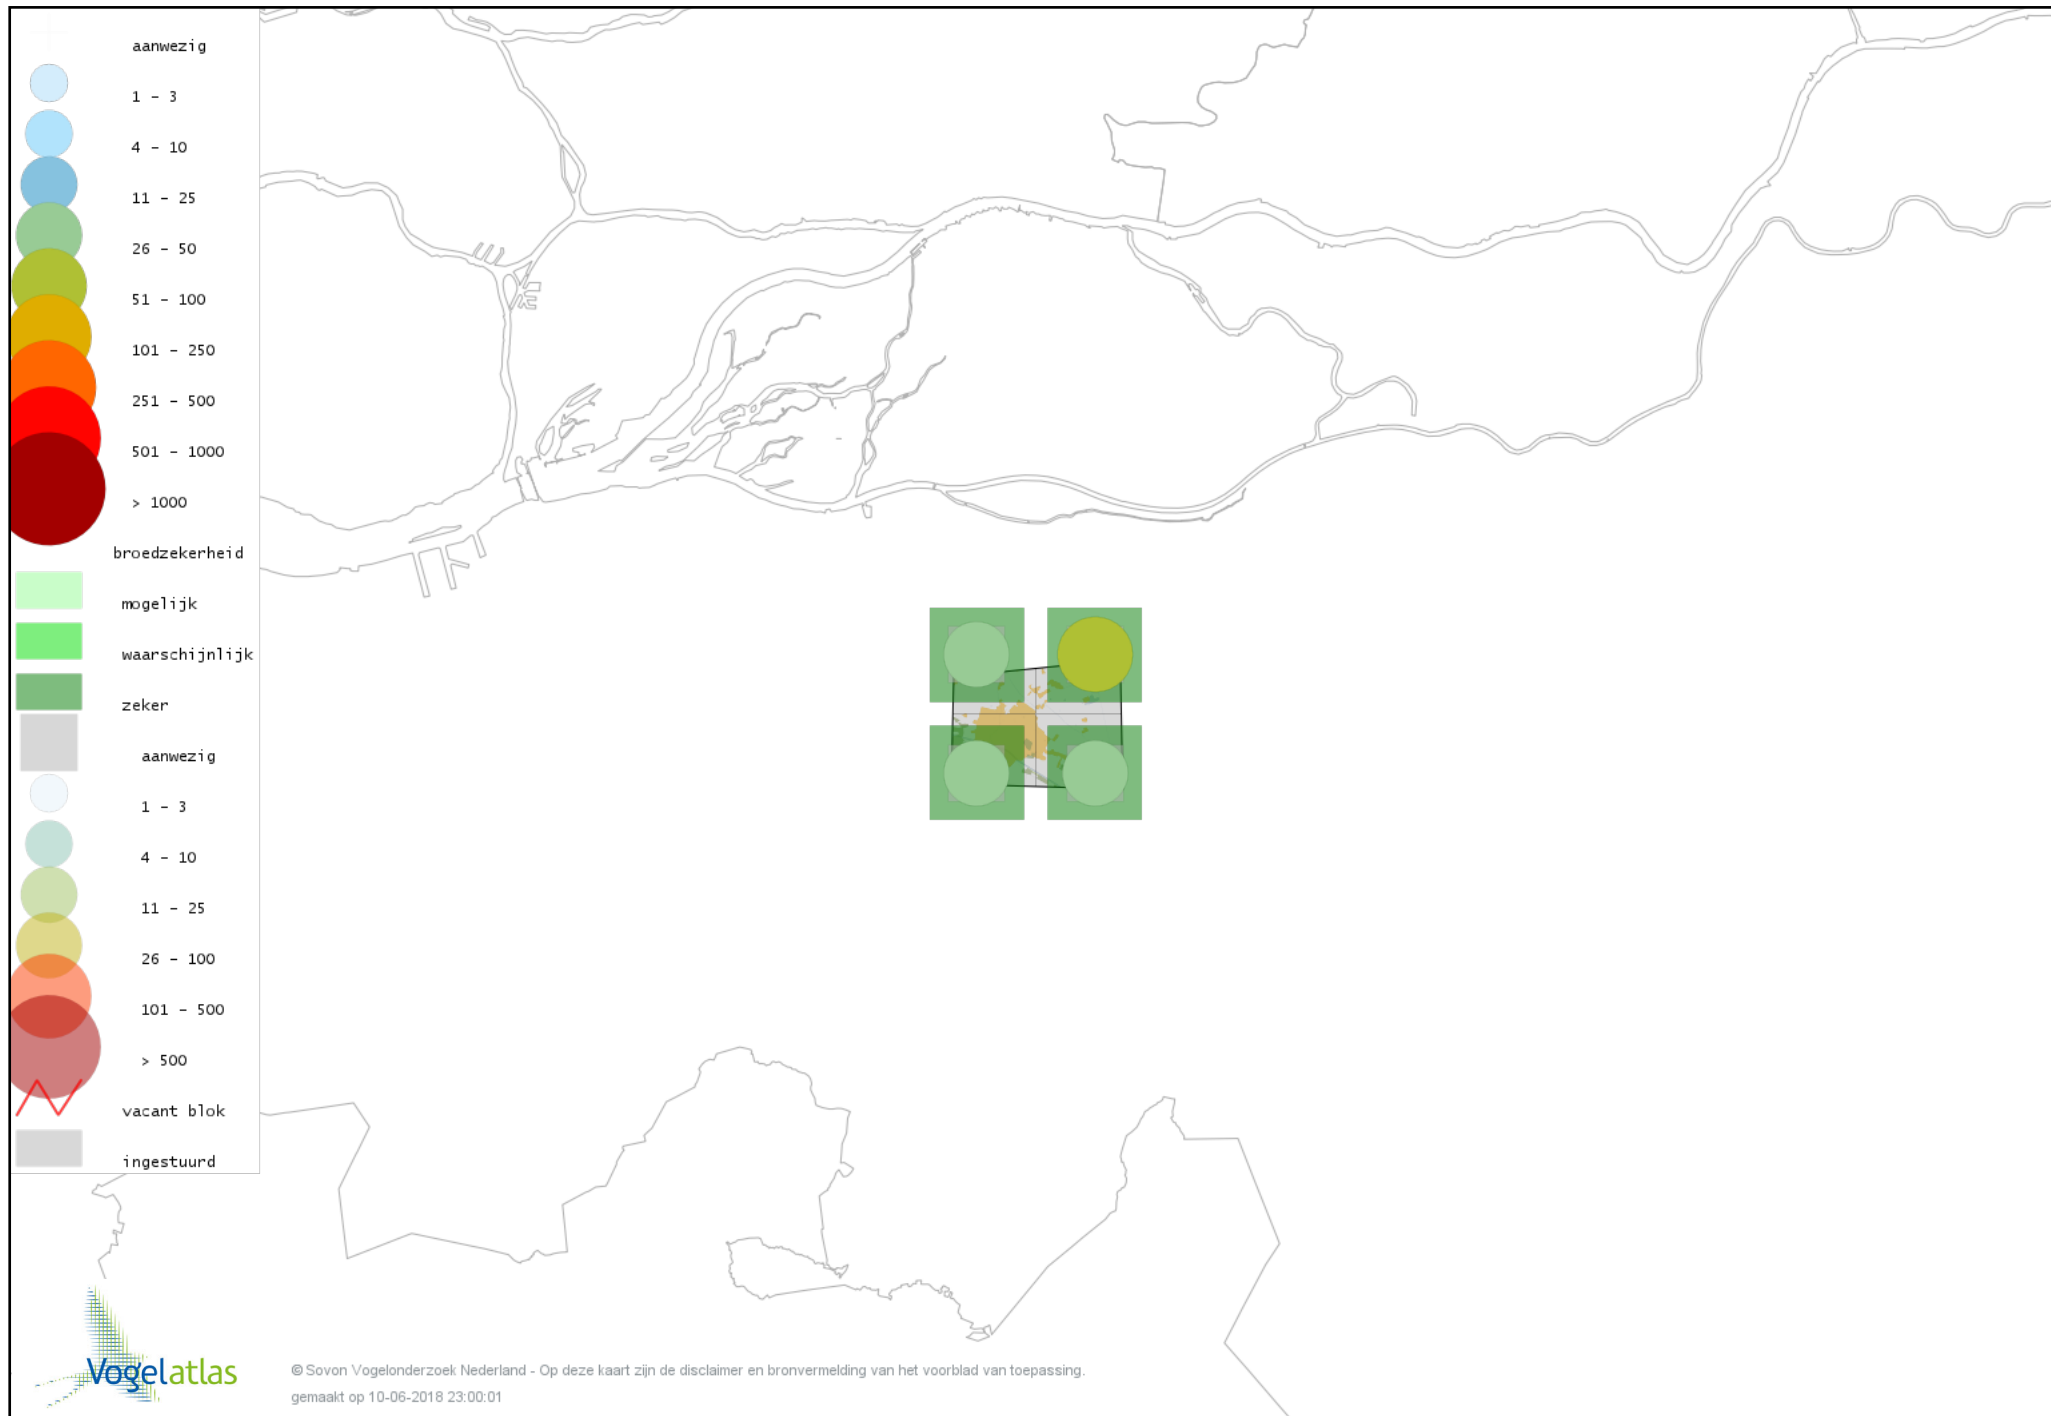 aanwezig
1 - 3
4 - 10
11 - 25
26 - 50
51 - 100
101 - 250
251 - 500
501 - 1000
> 1000
broedzekerheid
mogelijk
waarschijnlijk
zeker
aanwezig
1 - 3
4 - 10
11 - 25
26 - 100
101 - 500
> 500
vacant blok
ingestuurd
Vogelatlas
© Sovon Vogelonderzoek Nederland - Op deze kaart zijn de disclaimer en bronvermelding van het voorblad van toepassing.
gemaakt op 10-06-2018 23:00:01